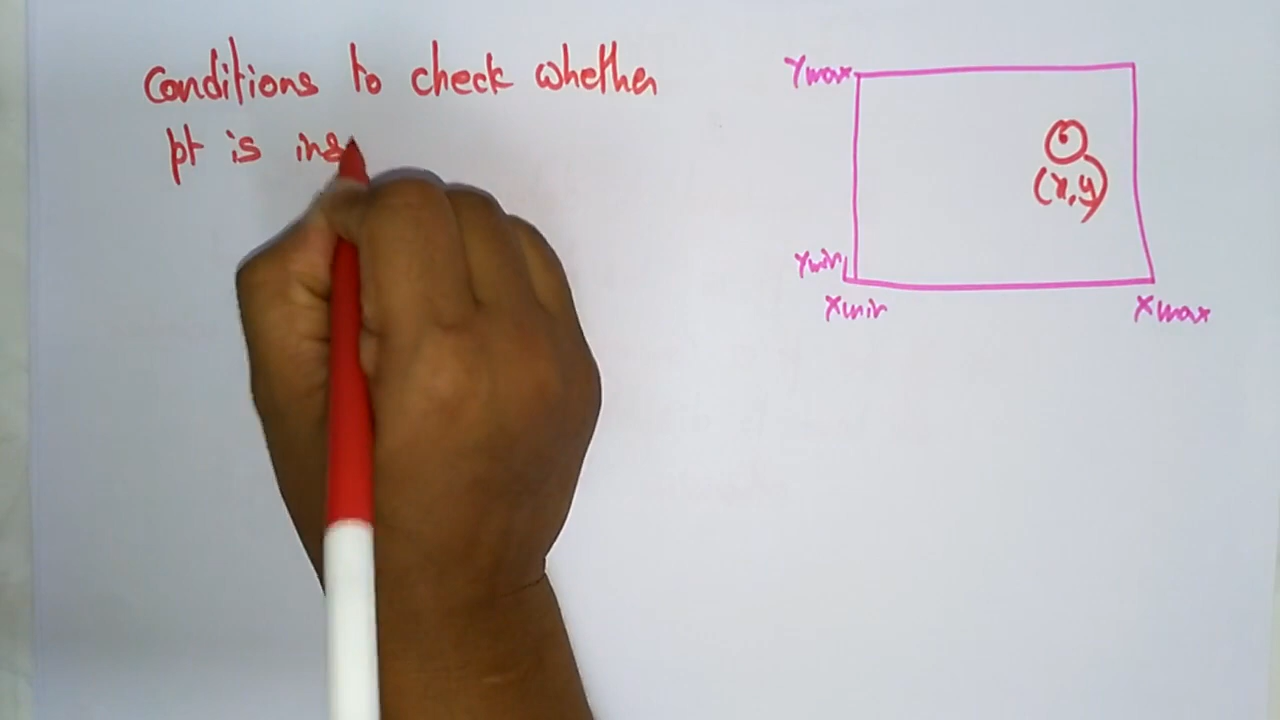 Conditions to check whether
pt is ins
Ymax
(x,y)
Ymin
Xmin
Xmax